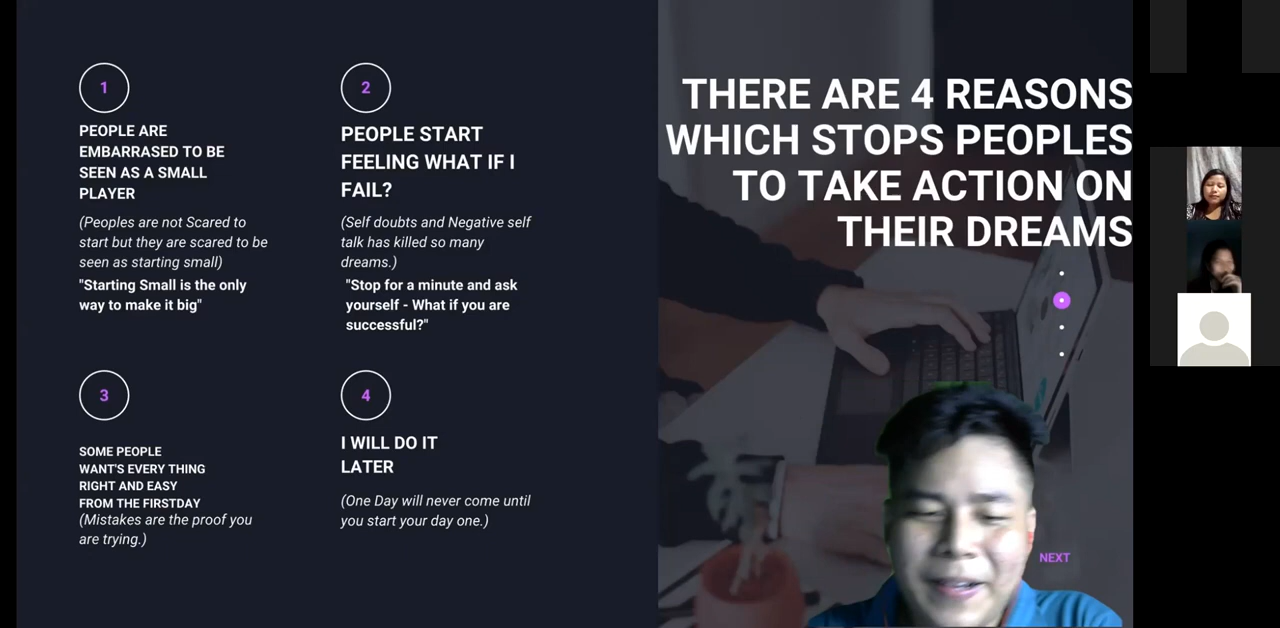 1
PEOPLE ARE
EMBARRASED TO BE
SEEN AS A SMALL
PLAYER
(Peoples are not Scared to
start but they are scared to be
seen as starting small)
"Starting Small is the only
way to make it big"
2
PEOPLE START
FEELING WHAT IF I
FAIL?
(Self doubts and Negative self
talk has killed so many
dreams.)
"Stop for a minute and ask
yourself - What if you are
successful?"
3
SOME PEOPLE
WANT'S EVERY THING
RIGHT AND EASY
FROM THE FIRSTDAY
(Mistakes are the proof you
are trying.)
4
I WILL DO IT
LATER
(One Day will never come until
you start your day one.)
THERE ARE 4 REASONS
WHICH STOPS PEOPLES
TO TAKE ACTION ON
THEIR DREAMS
NEXT